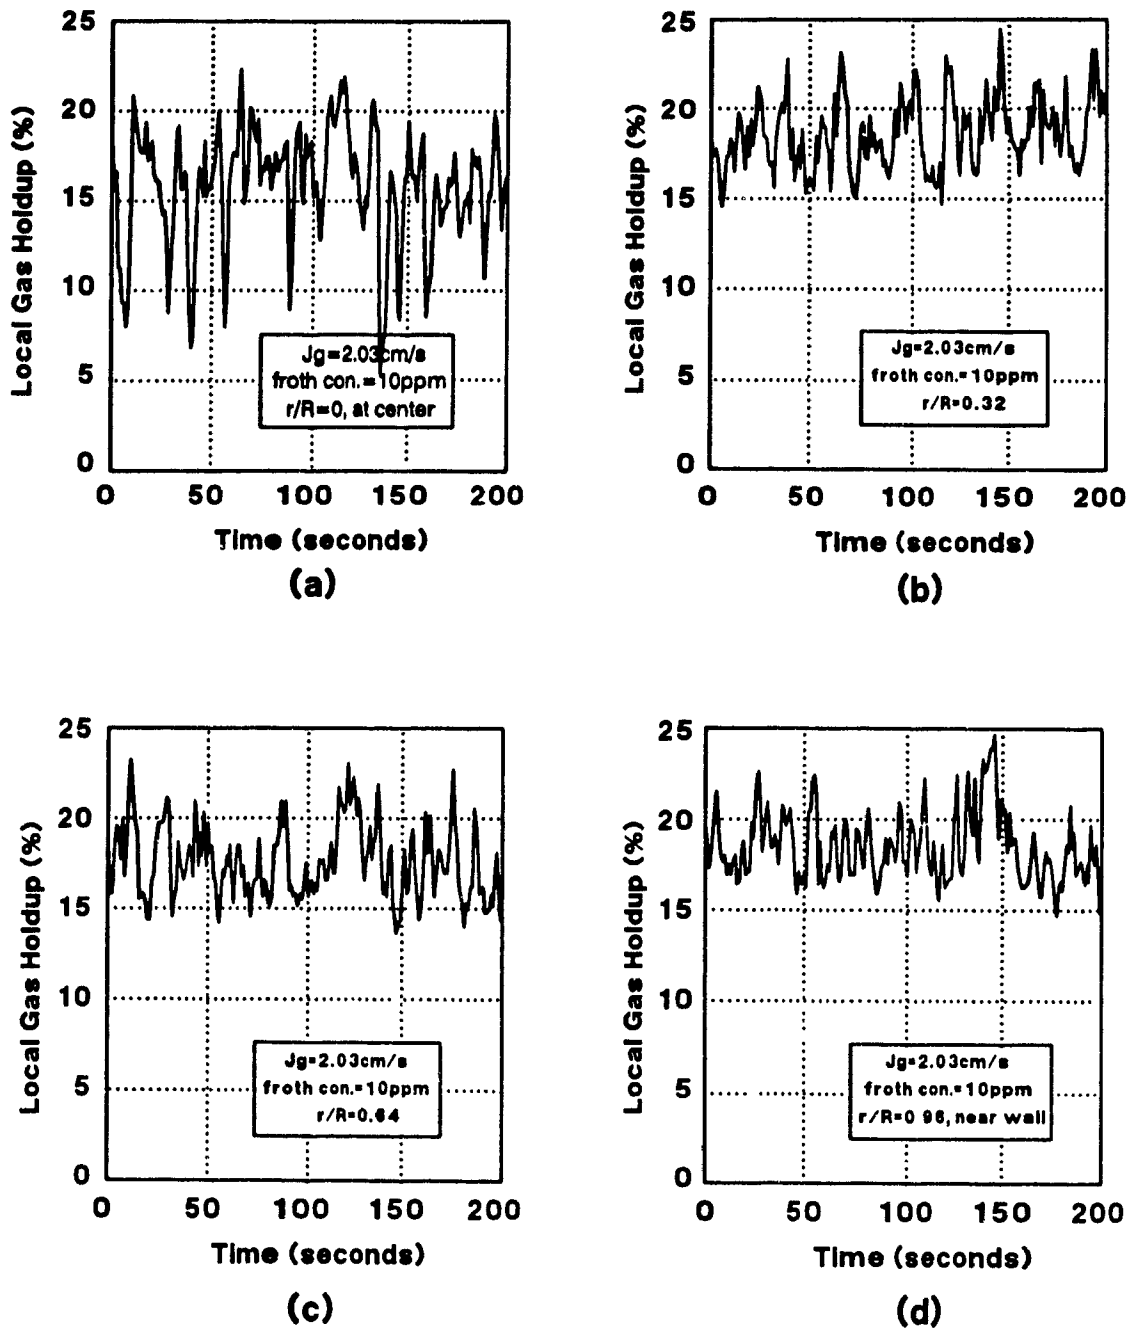 25
20
15
10
5
0
Local Gas Holdup (%)
Jg=2.03cm/s
froth con.=10ppm
r/R=0, at center
0 50 100 150 200
Time (seconds)
(a)
25
20
15
10
5
0
Local Gas Holdup (%)
Jg=2.03cm/s
froth con.=10ppm
r/R=0.32
0 50 100 150 200
Time (seconds)
(b)
25
20
15
10
5
0
Local Gas Holdup (%)
Jg=2.03cm/s
froth con.=10ppm
r/R=0.64
0 50 100 150 200
Time (seconds)
(c)
25
20
15
10
5
0
Local Gas Holdup (%)
Jg=2.03cm/s
froth con.=10ppm
r/R=0 96, near wall
0 50 100 150 200
Time (seconds)
(d)